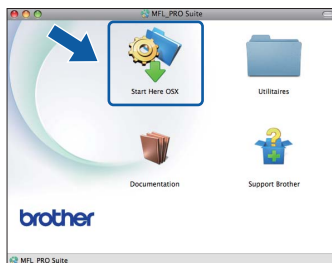 MFL_PRO Suite
Start Here OSX
Utilitaires
Documentation
Support Brother
brother
MFL_PRO Suite